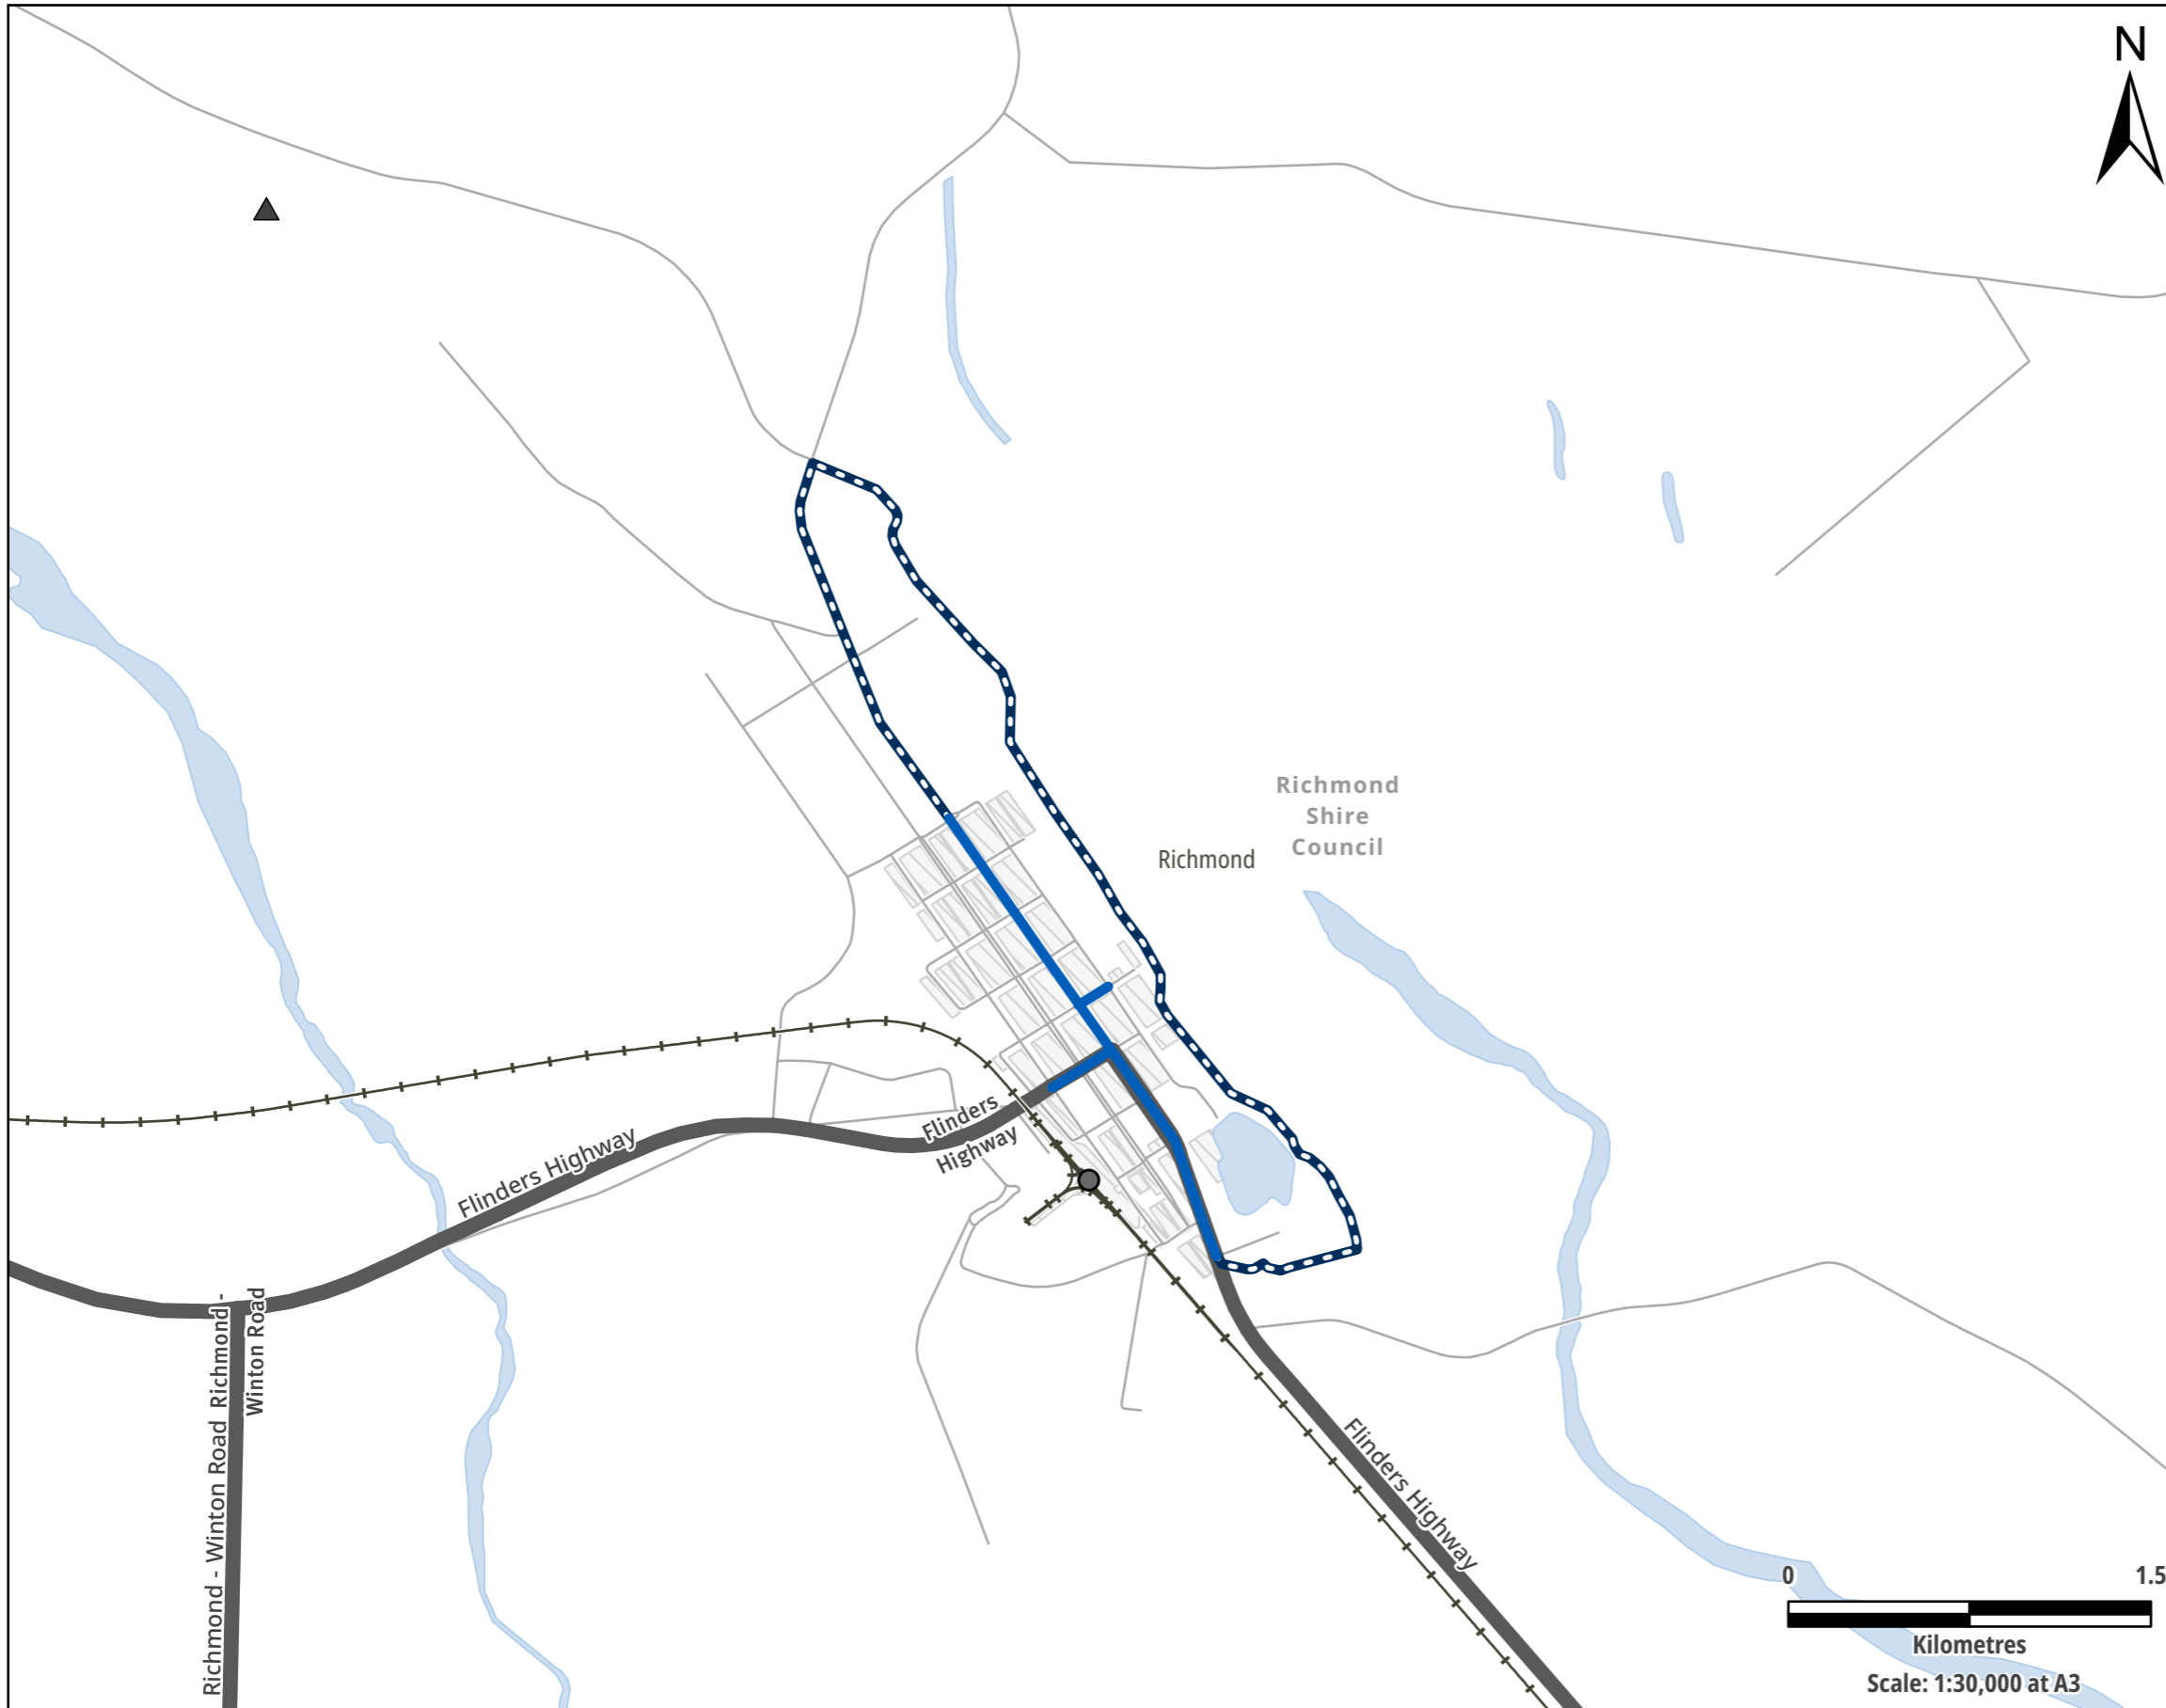 N
Richmond
Shire
Council
Richmond
Flinders
Highway
Flinders Highway
Richmond -
Winton Road
Richmond - Winton Road
Flinders Highway
0 1.5
Kilometres
Scale: 1:30,000 at A3